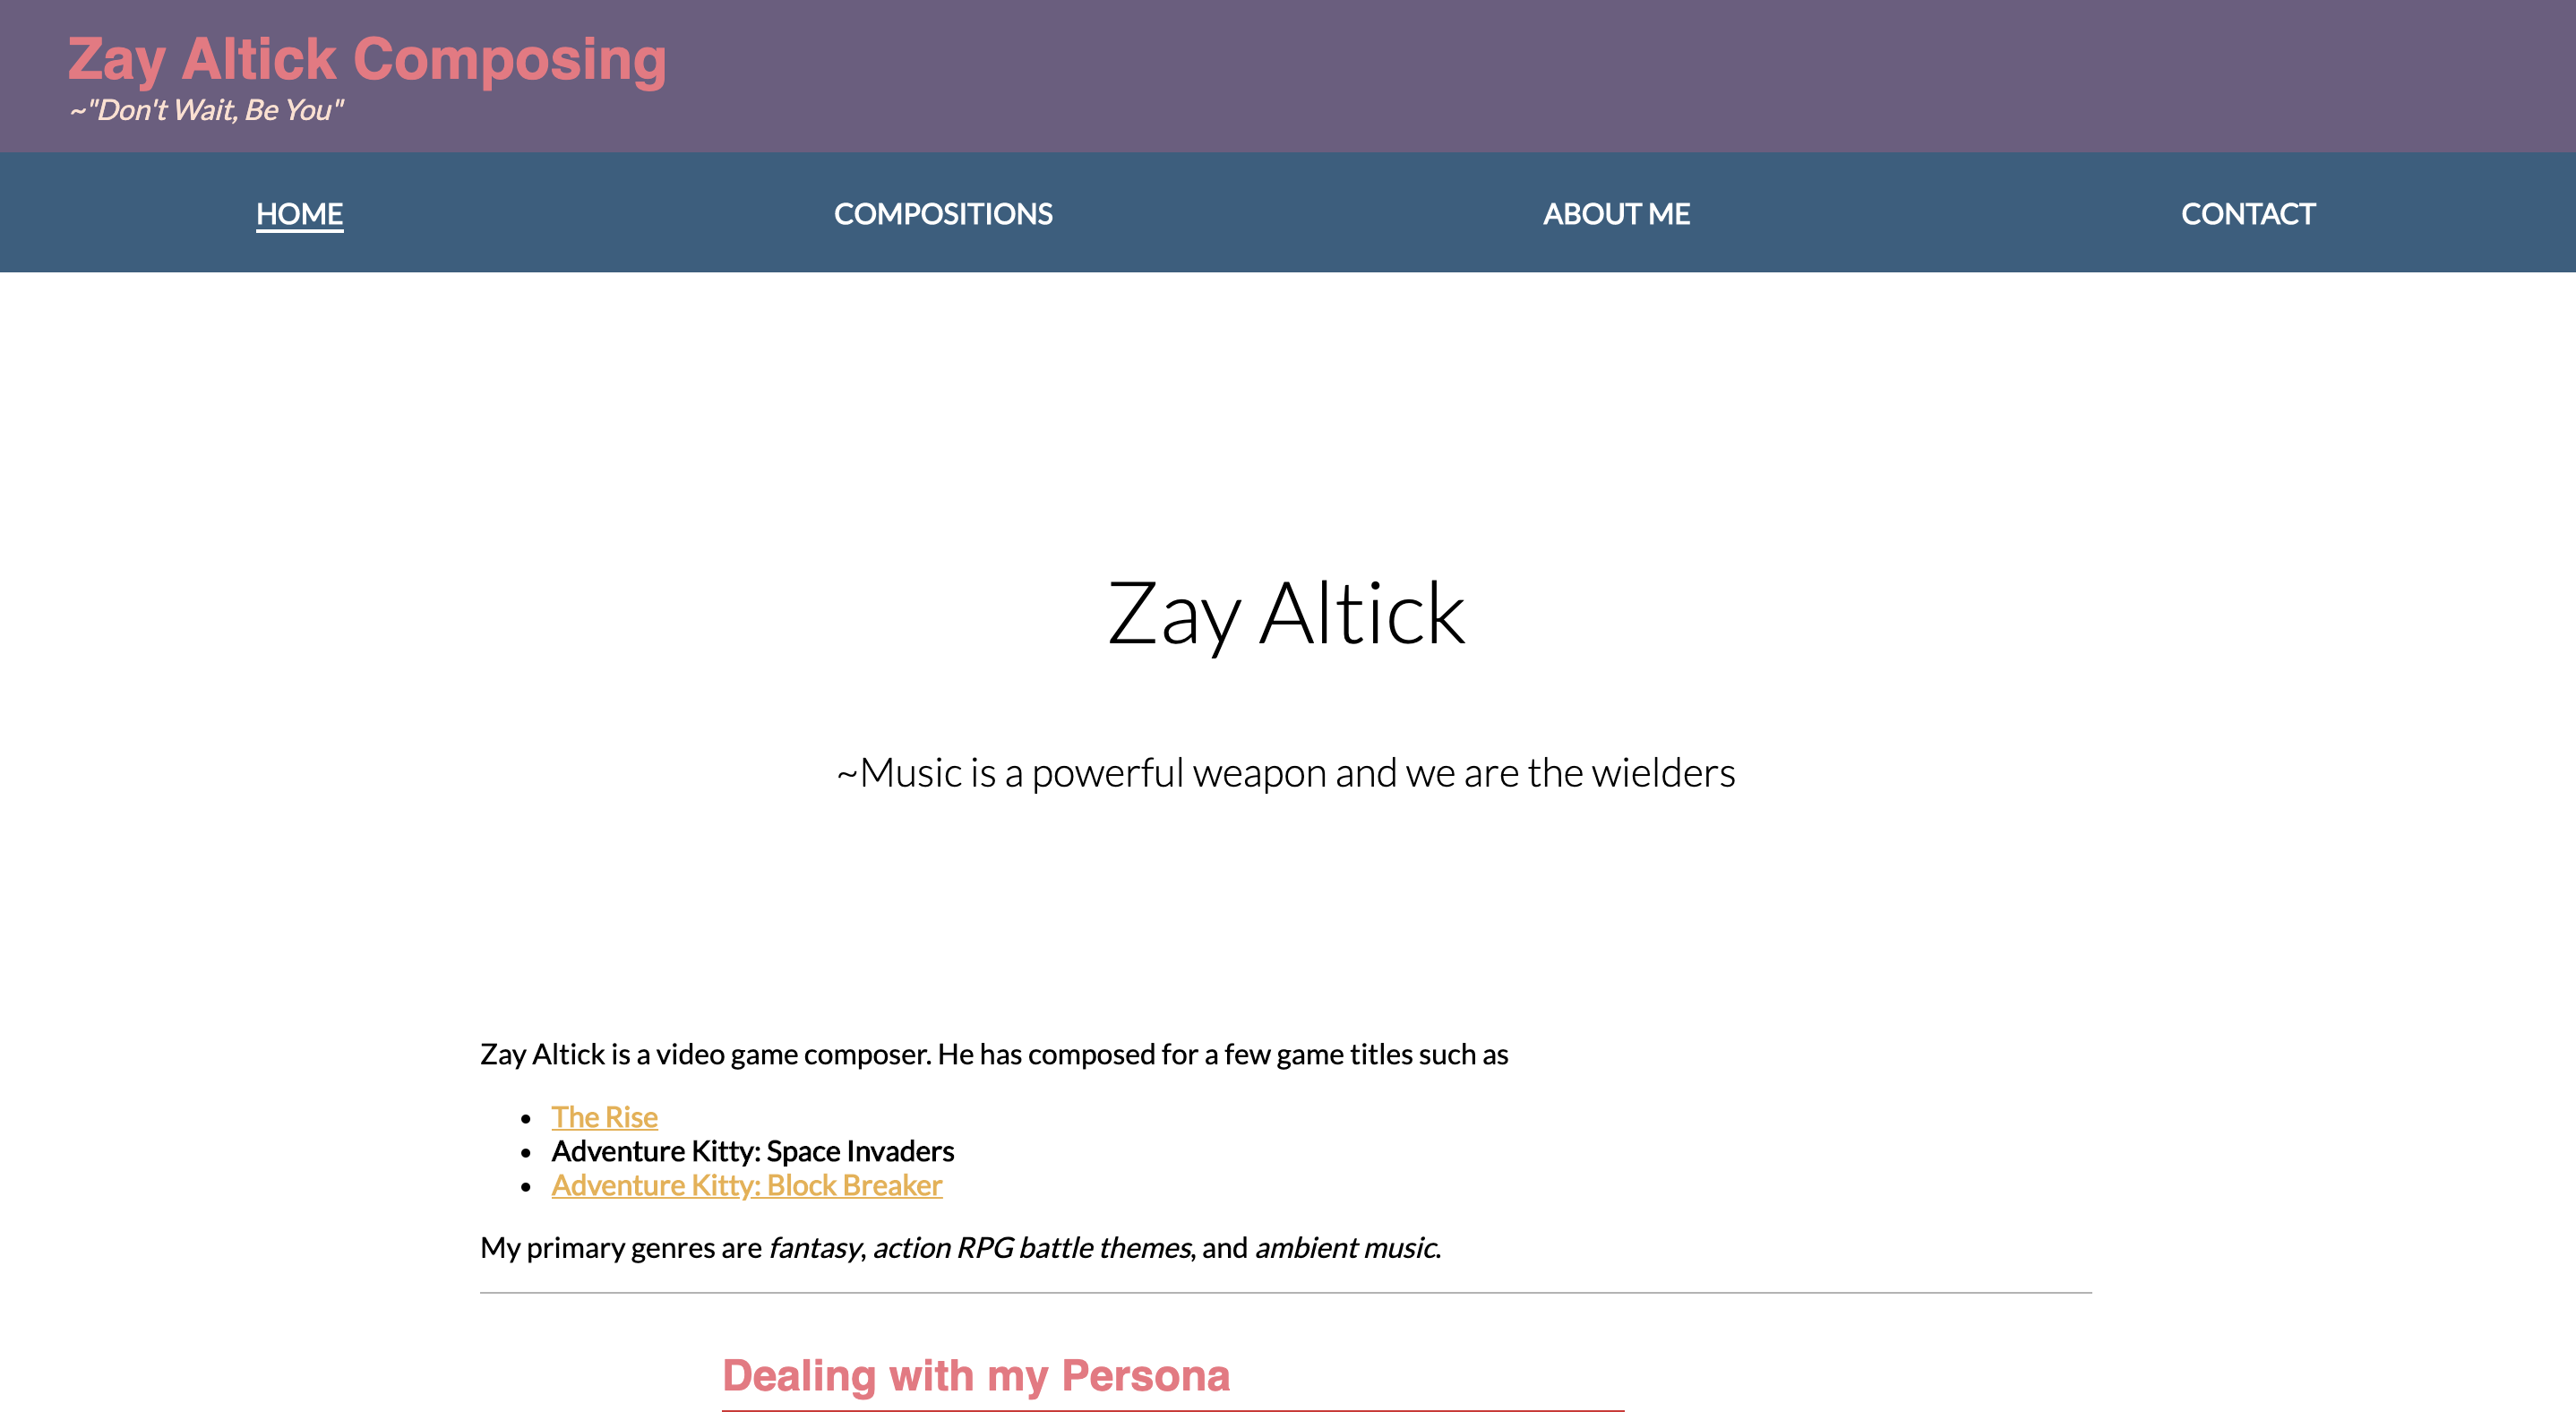 Zay Altick Composing
~"Don't Wait, Be You"
HOME COMPOSITIONS ABOUT ME CONTACT
Zay Altick
~Music is a powerful weapon and we are the wielders
Zay Altick is a video game composer. He has composed for a few game titles such as
• The Rise
• Adventure Kitty: Space Invaders
• Adventure Kitty: Block Breaker
My primary genres are fantasy, action RPG battle themes, and ambient music.
Dealing with my Persona